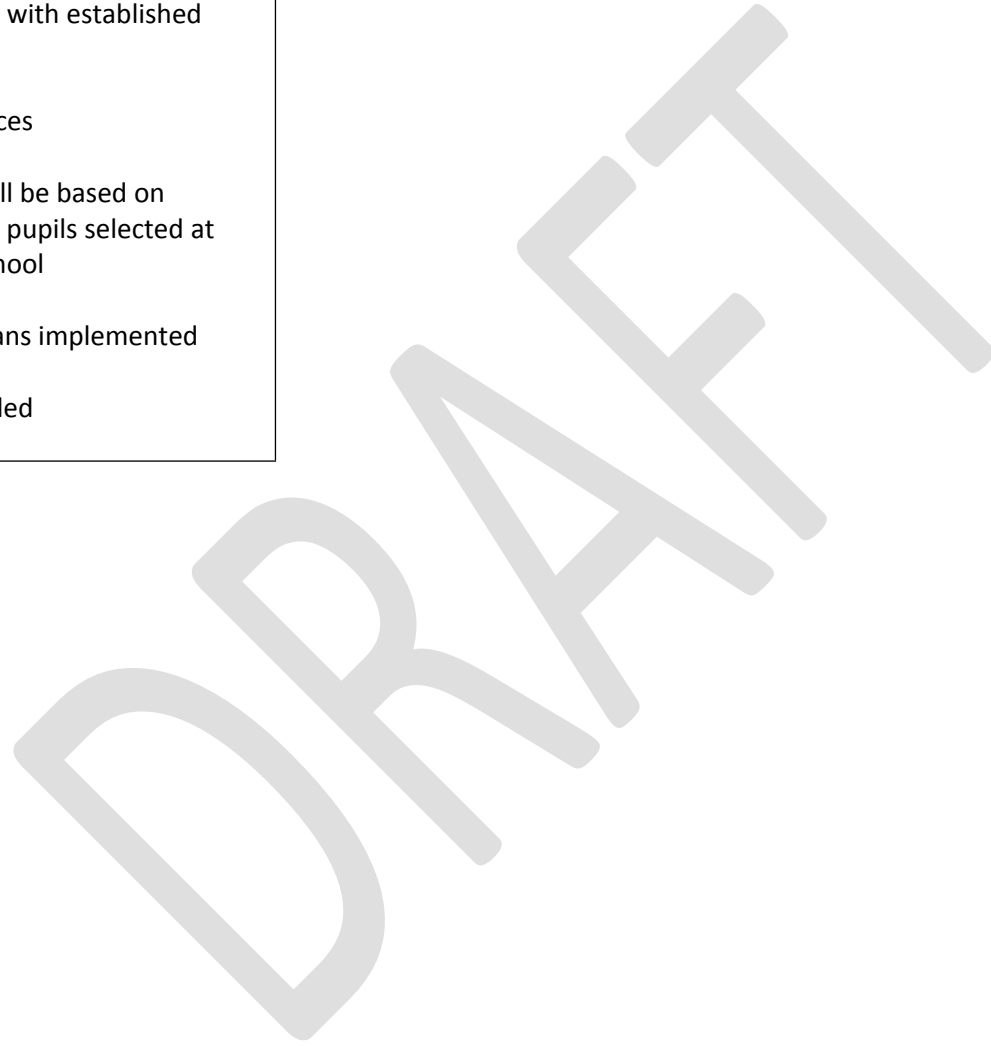 with established
ces
ll be based on
pupils selected at
hool
ans implemented
led
DRAFT